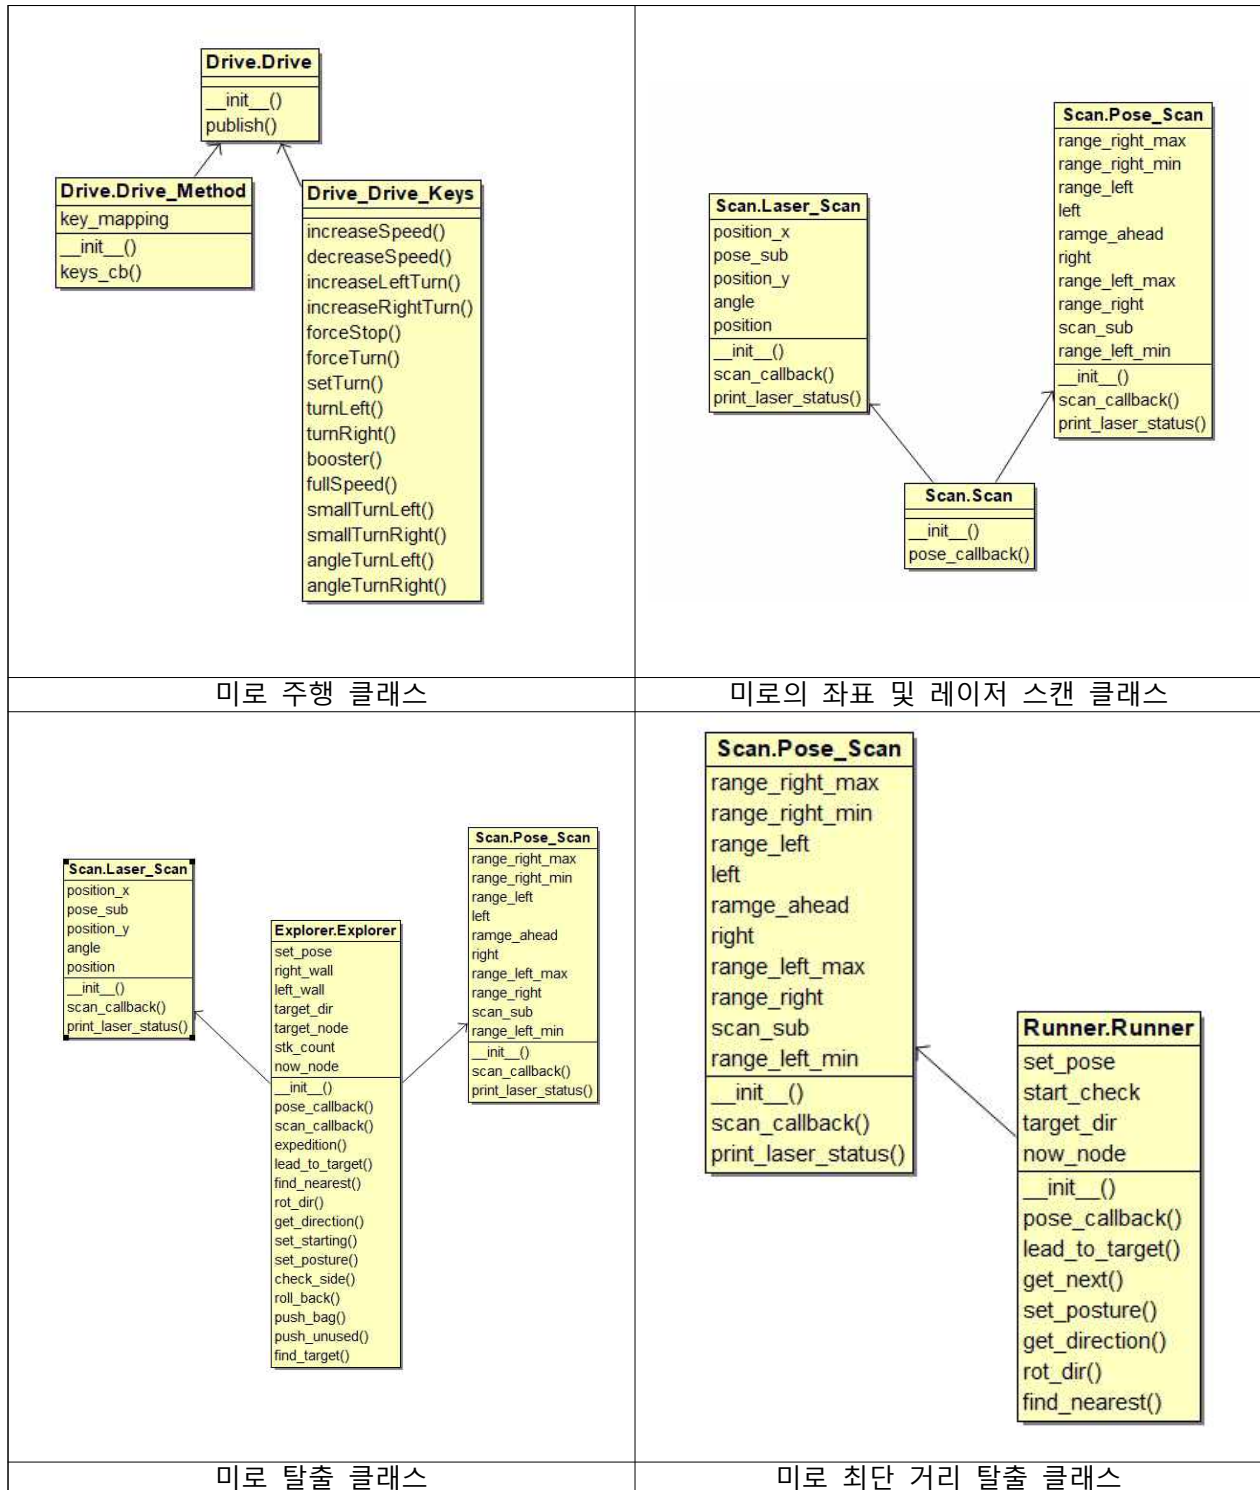 Drive.Drive
__init__()
publish()
Drive.Drive_Method
key_mapping
__init__()
keys_cb()
Drive_Drive_Keys
increaseSpeed()
decreaseSpeed()
increaseLeftTurn()
increaseRightTurn()
forceStop()
forceTurn()
setTurn()
turnLeft()
turnRight()
booster()
fullSpeed()
smallTurnLeft()
smallTurnRight()
angleTurnLeft()
angleTurnRight()
Scan.Laser_Scan
position_x
pose_sub
position_y
angle
position
__init__()
scan_callback()
print_laser_status()
Scan.Pose_Scan
range_right_max
range_right_min
range_left
left
ramge_ahead
right
range_left_max
range_right
scan_sub
range_left_min
__init__()
scan_callback()
print_laser_status()
Scan.Scan
__init__()
pose_callback()
미로 주행 클래스
미로의 좌표 및 레이저 스캔 클래스
Scan.Laser_Scan
position_x
pose_sub
position_y
angle
position
__init__()
scan_callback()
print_laser_status()
Explorer.Explorer
set_pose
right_wall
left_wall
target_dir
target_node
stk_count
now_node
__init__()
pose_callback()
scan_callback()
expedition()
lead_to_target()
find_nearest()
rot_dir()
get_direction()
set_starting()
set_posture()
check_side()
roll_back()
push_bag()
push_unused()
find_target()
Scan.Pose_Scan
range_right_max
range_right_min
range_left
left
ramge_ahead
right
range_left_max
range_right
scan_sub
range_left_min
__init__()
scan_callback()
print_laser_status()
Scan.Pose_Scan
range_right_max
range_right_min
range_left
left
ramge_ahead
right
range_left_max
range_right
scan_sub
range_left_min
__init__()
scan_callback()
print_laser_status()
Runner.Runner
set_pose
start_check
target_dir
now_node
__init__()
pose_callback()
lead_to_target()
get_next()
set_posture()
get_direction()
rot_dir()
find_nearest()
미로 탈출 클래스
미로 최단 거리 탈출 클래스